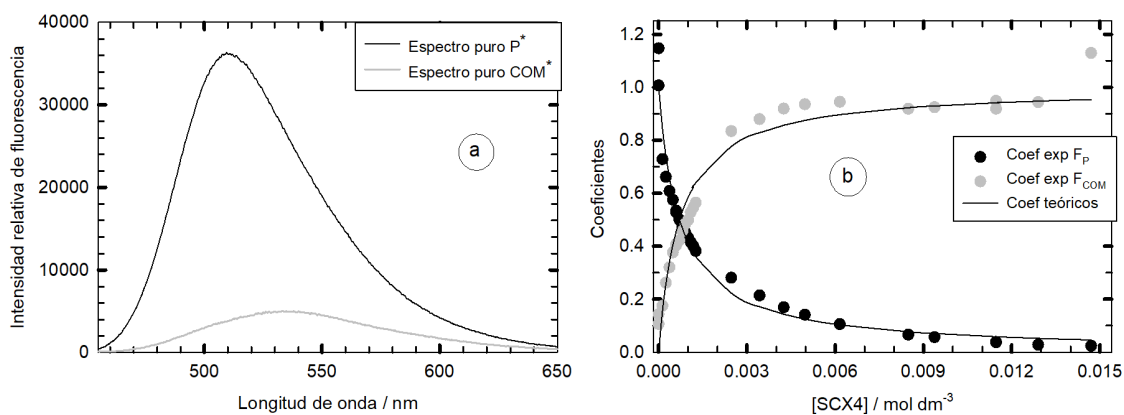 40000
30000
20000
10000
0
Intensidad relativa de fluorescencia
Espectro puro P*
Espectro puro COM*
a
500
550
600
650
Longitud de onda / nm
1.2
1.0
0.8
0.6
0.4
0.2
0.0
Coeficientes
Coef exp F_P
Coef exp F_COM
Coef teóricos
b
0.000
0.003
0.006
0.009
0.012
0.015
[SCX4] / mol dm⁻³